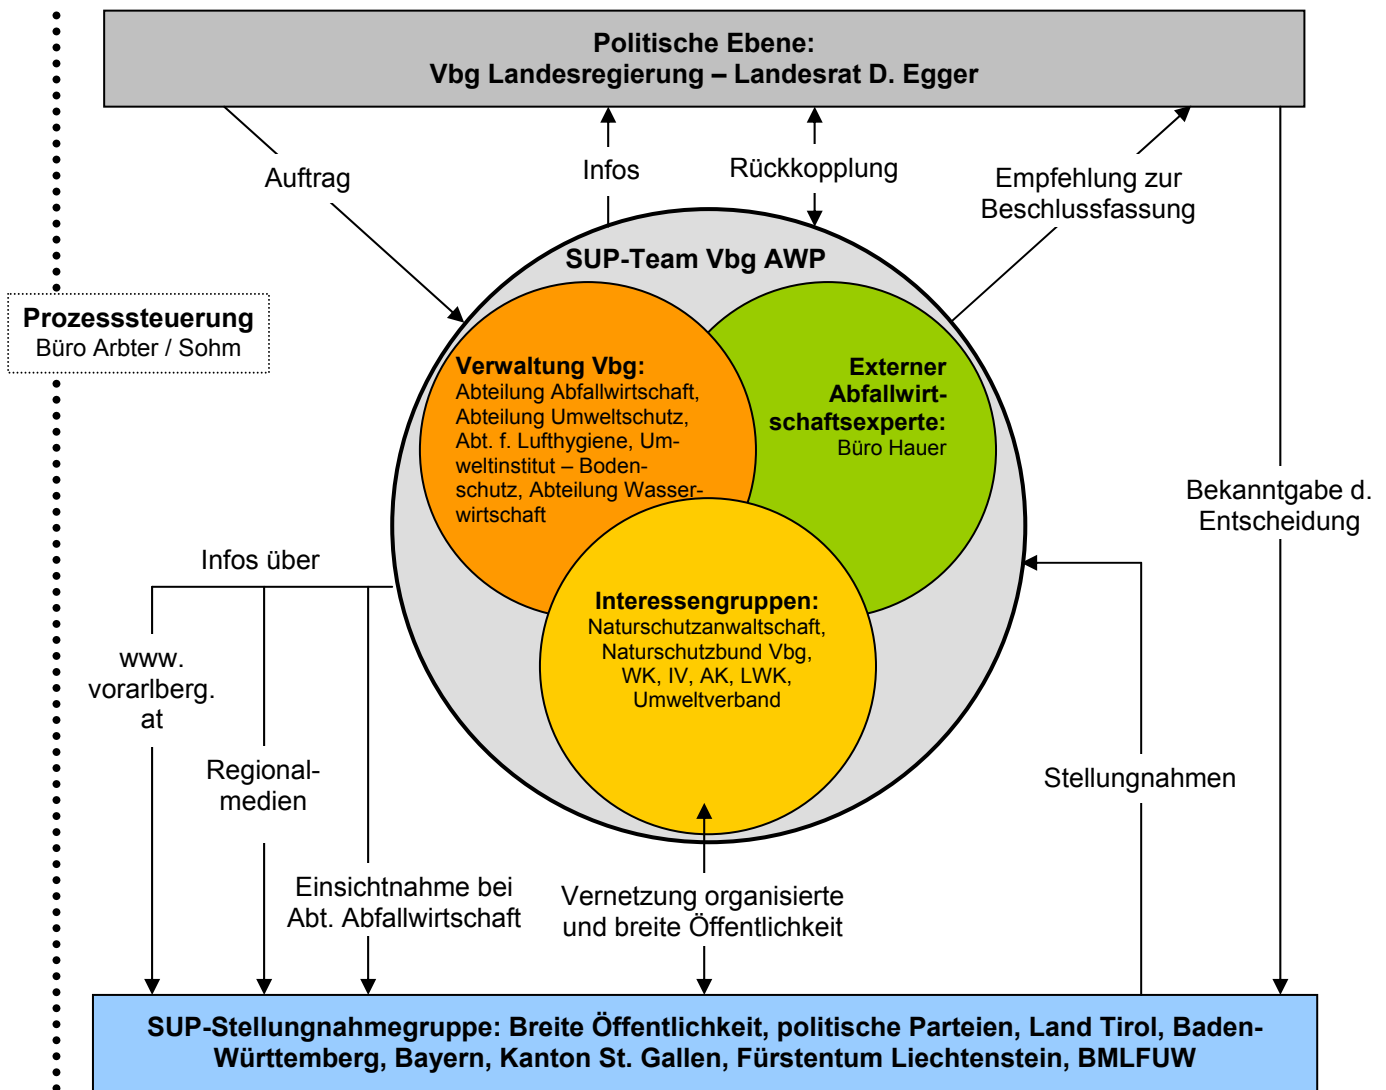 Politische Ebene:
Vbg Landesregierung – Landesrat D. Egger
Auftrag
Infos
Rückkopplung
Empfehlung zur
Beschlussfassung
SUP-Team Vbg AWP
Prozesssteuerung
Büro Arbter / Sohm
Verwaltung Vbg:
Abteilung Abfallwirtschaft,
Abteilung Umweltschutz,
Abt. f. Lufthygiene, Um-
weltinstitut – Boden-
schutz, Abteilung Wasser-
wirtschaft
Externer
Abfallwirt-
schaftsexperte:
Büro Hauer
Bekanntgabe d.
Entscheidung
Infos über
Interessengruppen:
Naturschutzanwaltschaft,
Naturschutzbund Vbg,
WK, IV, AK, LWK,
Umweltverband
www.
vorarlberg.
at
Regional-
medien
Stellungnahmen
Einsichtnahme bei
Abt. Abfallwirtschaft
Vernetzung organisierte
und breite Öffentlichkeit
SUP-Stellungnahmegruppe: Breite Öffentlichkeit, politische Parteien, Land Tirol, Baden-
Württemberg, Bayern, Kanton St. Gallen, Fürstentum Liechtenstein, BMLFUW